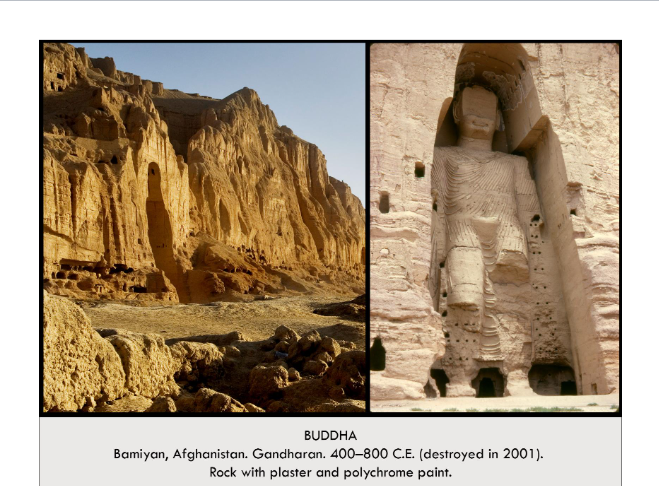 BUDDHA
Bamiyan, Afghanistan. Gandharan. 400–800 C.E. (destroyed in 2001).
Rock with plaster and polychrome paint.